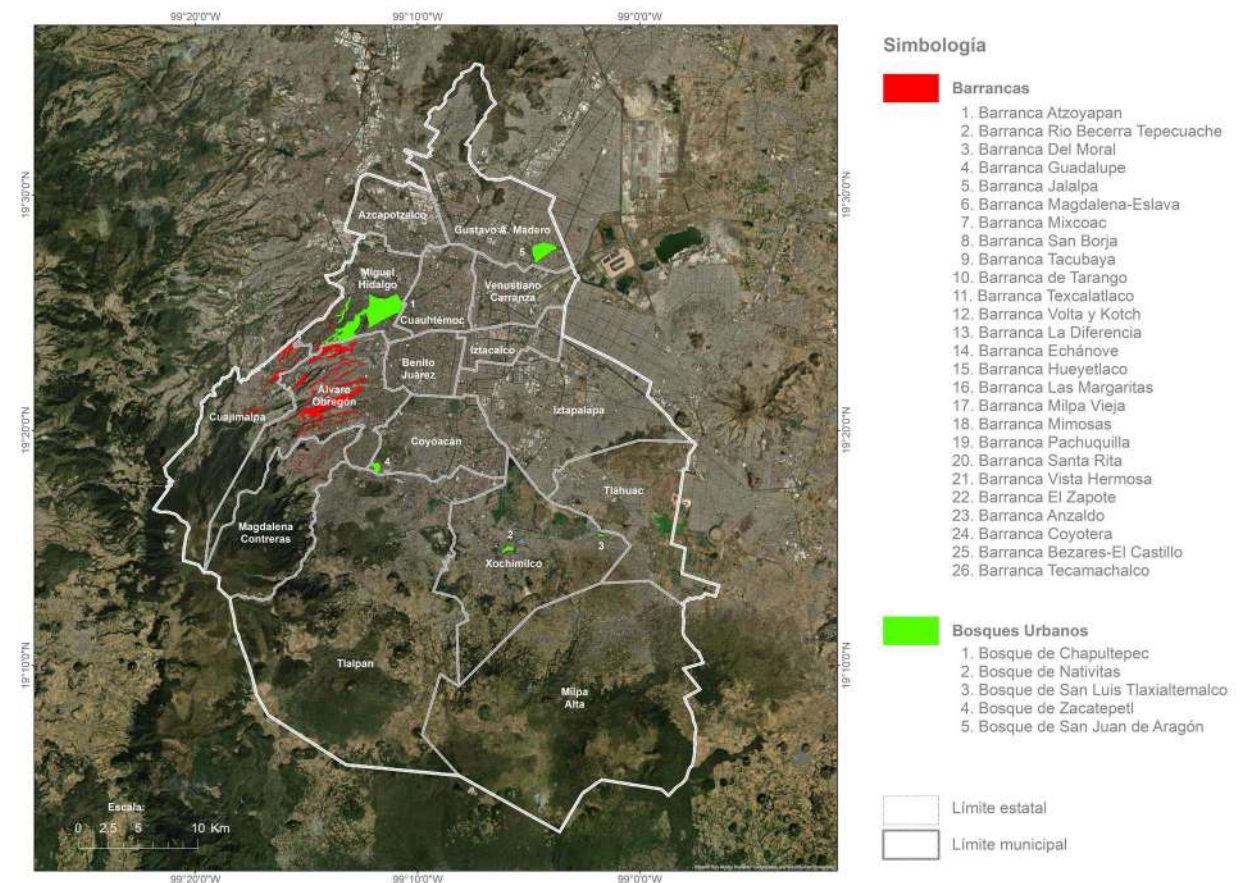 99°20'0"W
99°10'0"W
99°0'0"W
19°30'0"N
19°20'0"N
19°10'0"N
19°30'0"N
19°20'0"N
19°10'0"N
Azcapotzalco
Gustavo A. Madero
5
Miguel
Hidalgo
1
Venustiano
Carranza
Cuauhtémoc
Iztacalco
Benito
Juárez
Álvaro
Obregón
Cuajimalpa
Iztapalapa
Coyoacán
4
Tláhuac
Magdalena
Contreras
2
3
Xochimilco
Tlalpan
Milpa
Alta
Escala:
0 2.5 5 10 Km
99°20'0"W
99°10'0"W
99°0'0"W
Simbología
Barrancas
1. Barranca Atzoyapan
2. Barranca Rio Becerra Tepecuache
3. Barranca Del Moral
4. Barranca Guadalupe
5. Barranca Jalalpa
6. Barranca Magdalena-Eslava
7. Barranca Mixcoac
8. Barranca San Borja
9. Barranca Tacubaya
10. Barranca de Tarango
11. Barranca Texcalatlaco
12. Barranca Volta y Kotch
13. Barranca La Diferencia
14. Barranca Echánove
15. Barranca Hueyetlaco
16. Barranca Las Margaritas
17. Barranca Milpa Vieja
18. Barranca Mimosas
19. Barranca Pachuquilla
20. Barranca Santa Rita
21. Barranca Vista Hermosa
22. Barranca El Zapote
23. Barranca Anzaldo
24. Barranca Coyotera
25. Barranca Bezares-El Castillo
26. Barranca Tecamachalco
Bosques Urbanos
1. Bosque de Chapultepec
2. Bosque de Nativitas
3. Bosque de San Luis Tlaxialtemalco
4. Bosque de Zacatepetl
5. Bosque de San Juan de Aragón
Límite estatal
Límite municipal